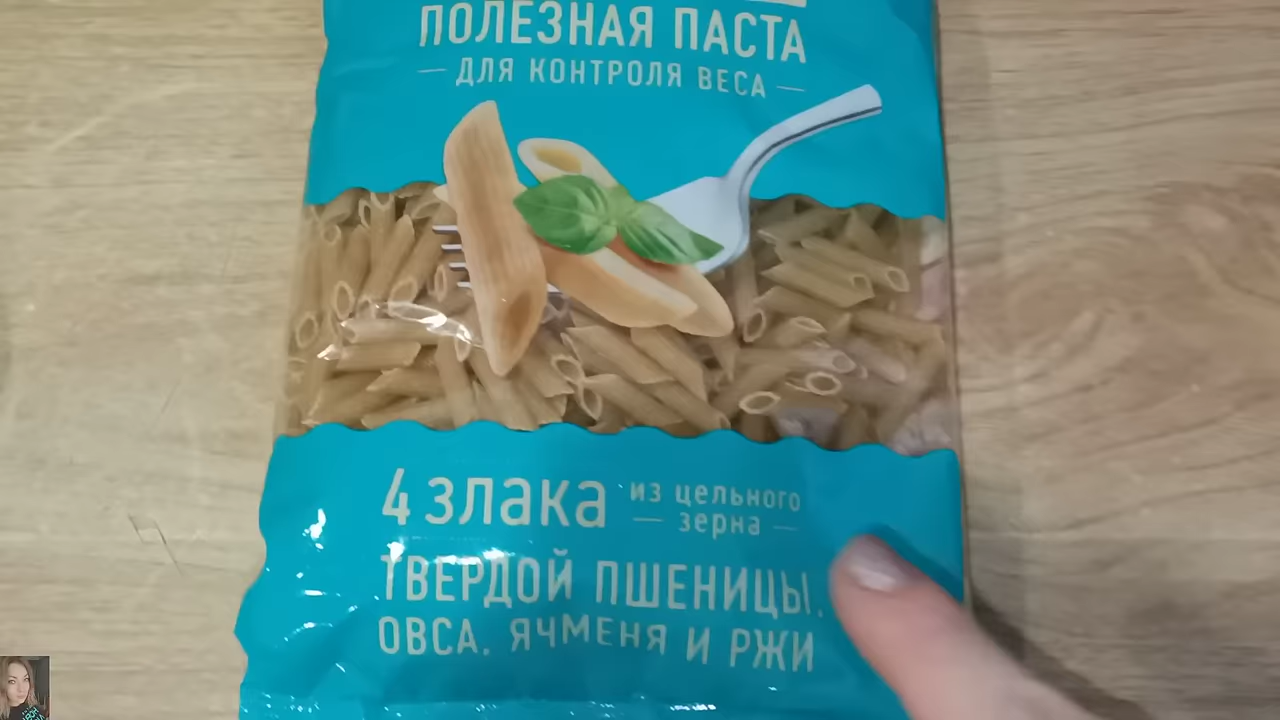 ПОЛЕЗНАЯ ПАСТА
— ДЛЯ КОНТРОЛЯ ВЕСА —
4 злака
из цельного
— зерна —
ТВЕРДОЙ ПШЕНИЦЫ,
ОВСА, ЯЧМЕНЯ И РЖИ